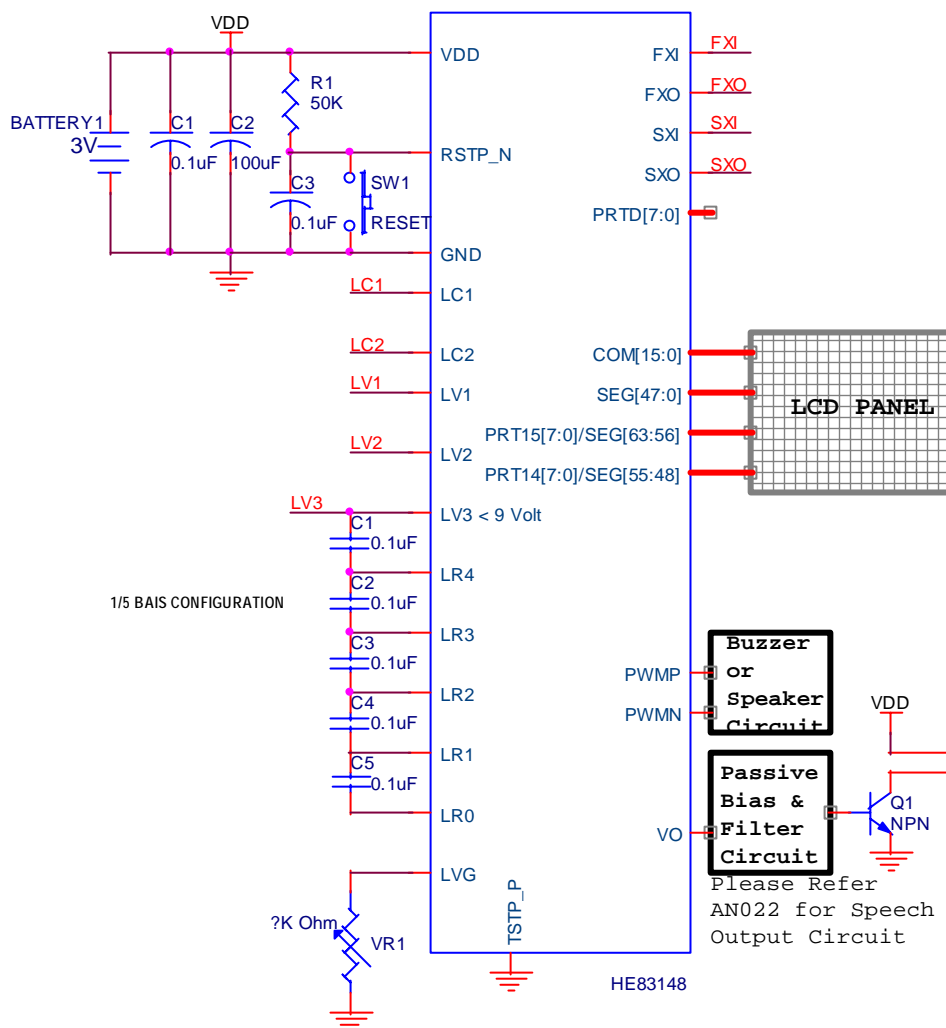 VDD
BATTERY1
3V
C1
0.1uF
C2
100uF
R1
50K
C3
0.1uF
SW1
RESET
VDD
RSTP_N
GND
LC1
LC1
LC2
LC2
LV1
LV1
LV2
LV2
LV3
LV3 < 9 Volt
C1
0.1uF
LR4
C2
0.1uF
1/5 BAIS CONFIGURATION
LR3
C3
0.1uF
LR2
C4
0.1uF
LR1
C5
0.1uF
LR0
LVG
?K Ohm
VR1
TSTP_P
HE83148
FXI
FXI
FXO
FXO
SXI
SXI
SXO
SXO
PRTD[7:0]
COM[15:0]
SEG[47:0]
PRT15[7:0]/SEG[63:56]
PRT14[7:0]/SEG[55:48]
LCD PANEL
PWMP
PWMN
Buzzer
or
Speaker
Circuit
VO
Passive
Bias &
Filter
Circuit
VDD
Q1
NPN
Please Refer
AN022 for Speech
Output Circuit